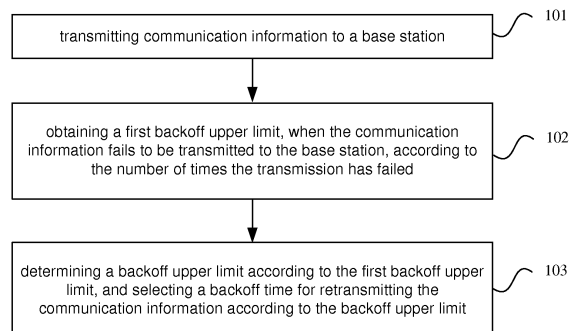 101
transmitting communication information to a base station
obtaining a first backoff upper limit, when the communication
information fails to be transmitted to the base station, according to
the number of times the transmission has failed
102
determining a backoff upper limit according to the first backoff upper
limit, and selecting a backoff time for retransmitting the
communication information according to the backoff upper limit
103